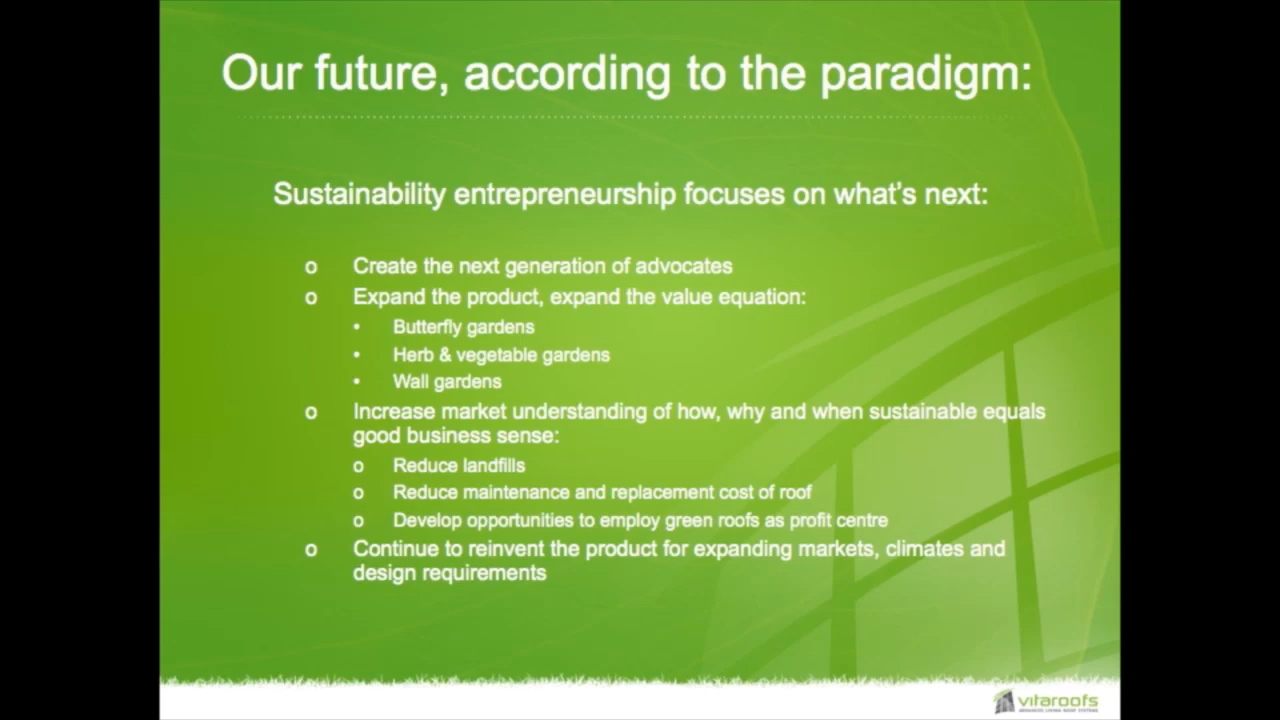 Our future, according to the paradigm:
Sustainability entrepreneurship focuses on what's next:
o Create the next generation of advocates
o Expand the product, expand the value equation:
• Butterfly gardens
• Herb & vegetable gardens
• Wall gardens
o Increase market understanding of how, why and when sustainable equals
good business sense:
o Reduce landfills
o Reduce maintenance and replacement cost of roof
o Develop opportunities to employ green roofs as profit centre
o Continue to reinvent the product for expanding markets, climates and
design requirements
vitaroofs
ADVANCED LIVING ROOF SYSTEMS